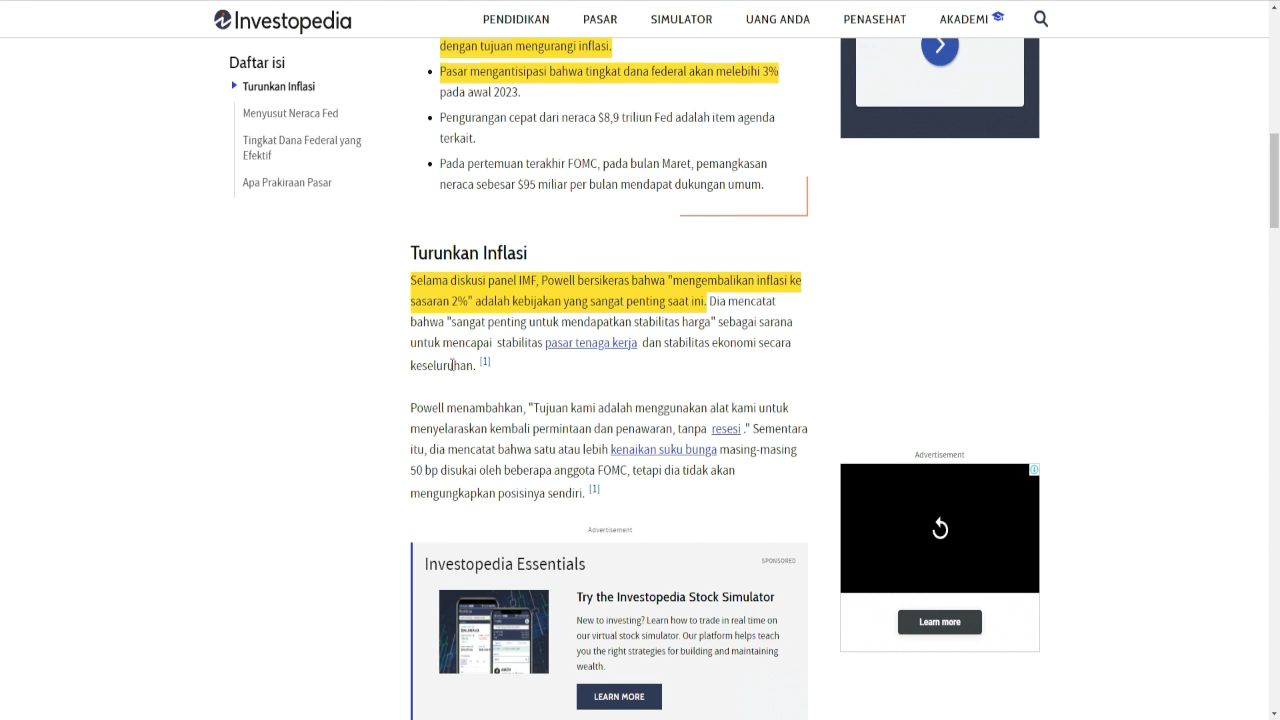 Investopedia
PENDIDIKAN PASAR SIMULATOR UANG ANDA PENASEHAT AKADEMI
Daftar isi
Turunkan Inflasi
Menyusut Neraca Fed
Tingkat Dana Federal yang
Efektif
Apa Prakiraan Pasar
dengan tujuan mengurangi inflasi.
Pasar mengantisipasi bahwa tingkat dana federal akan melebihi 3%
pada awal 2023.
Pengurangan cepat dari neraca $8,9 triliun Fed adalah item agenda
terkait.
Pada pertemuan terakhir FOMC, pada bulan Maret, pemangkasan
neraca sebesar $95 miliar per bulan mendapat dukungan umum.
Turunkan Inflasi
Selama diskusi panel IMF, Powell bersikeras bahwa "mengembalikan inflasi ke
sasaran 2%" adalah kebijakan yang sangat penting saat ini. Dia mencatat
bahwa "sangat penting untuk mendapatkan stabilitas harga" sebagai sarana
untuk mencapai stabilitas pasar tenaga kerja dan stabilitas ekonomi secara
keseluruhan. [1]
Powell menambahkan, "Tujuan kami adalah menggunakan alat kami untuk
menyelaraskan kembali permintaan dan penawaran, tanpa resesi ." Sementara
itu, dia mencatat bahwa satu atau lebih kenaikan suku bunga masing-masing
50 bp disukai oleh beberapa anggota FOMC, tetapi dia tidak akan
mengungkapkan posisinya sendiri. [1]
Advertisement
Investopedia Essentials
SPONSORED
Try the Investopedia Stock Simulator
New to investing? Learn how to trade in real time on
our virtual stock simulator. Our platform helps teach
you the right strategies for building and maintaining
wealth.
LEARN MORE
Advertisement
Learn more